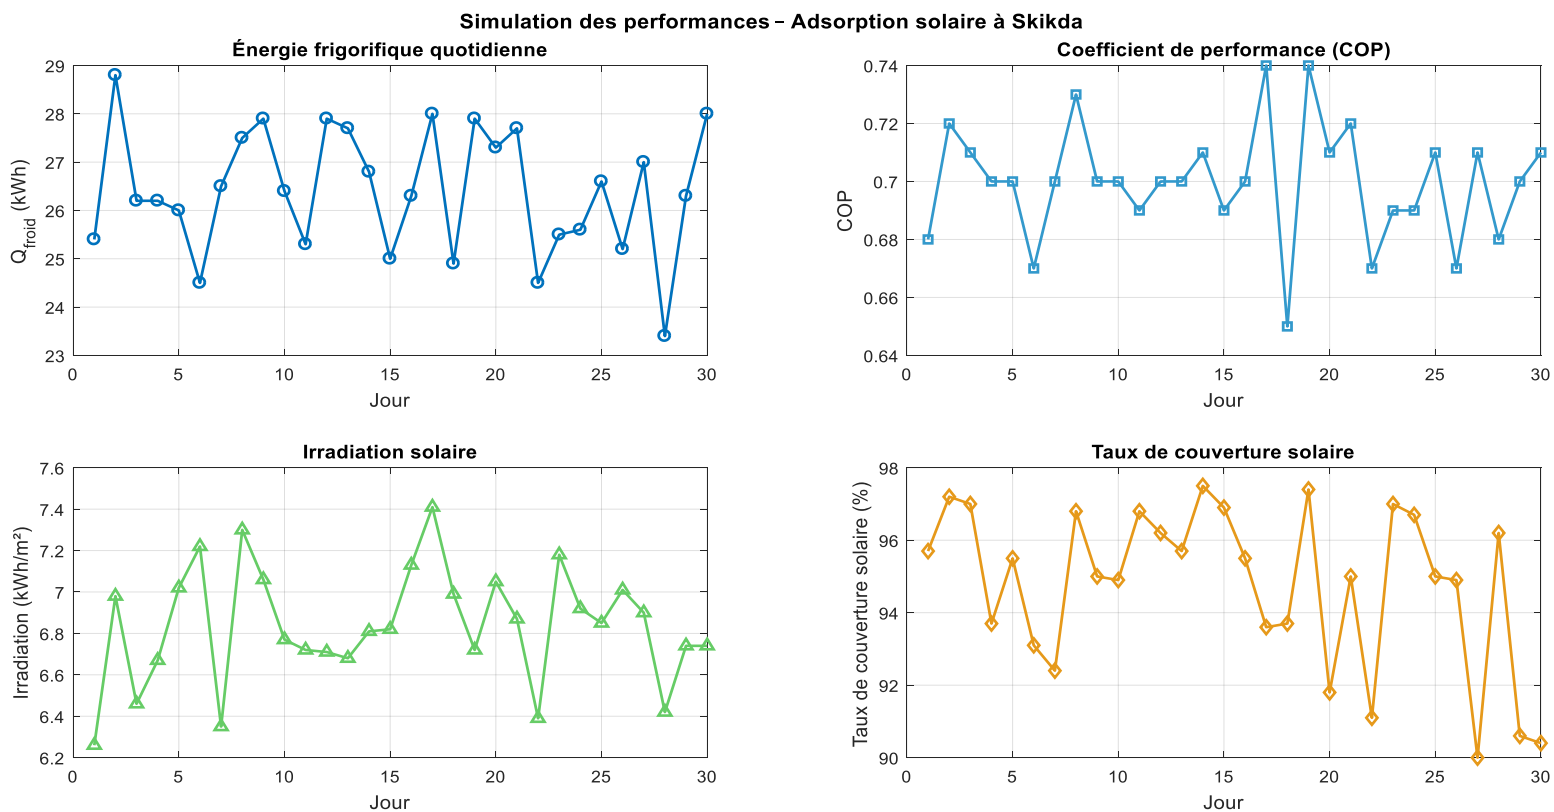 Simulation des performances – Adsorption solaire à Skikda
Énergie frigorifique quotidienne
29
28
27
26
25
24
23
Q_froid (kWh)
0 5 10 15 20 25 30
Jour
Coefficient de performance (COP)
0.74
0.72
0.7
0.68
0.66
0.64
COP
0 5 10 15 20 25 30
Jour
Irradiation solaire
7.6
7.4
7.2
7
6.8
6.6
6.4
6.2
Irradiation (kWh/m²)
0 5 10 15 20 25 30
Jour
Taux de couverture solaire
98
96
94
92
90
Taux de couverture solaire (%)
0 5 10 15 20 25 30
Jour